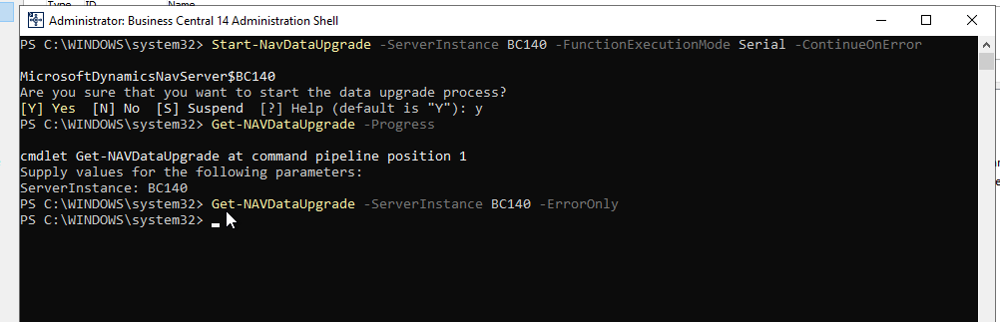 Type ID Name
Administrator: Business Central 14 Administration Shell
PS C:\WINDOWS\system32> Start-NavDataUpgrade -ServerInstance BC140 -FunctionExecutionMode Serial -ContinueOnError
MicrosoftDynamicsNavServer$BC140
Are you sure that you want to start the data upgrade process?
[Y] Yes  [N] No  [S] Suspend  [?] Help (default is "Y"): y
PS C:\WINDOWS\system32> Get-NAVDataUpgrade -Progress
cmdlet Get-NAVDataUpgrade at command pipeline position 1
Supply values for the following parameters:
ServerInstance: BC140
PS C:\WINDOWS\system32> Get-NAVDataUpgrade -ServerInstance BC140 -ErrorOnly
PS C:\WINDOWS\system32>